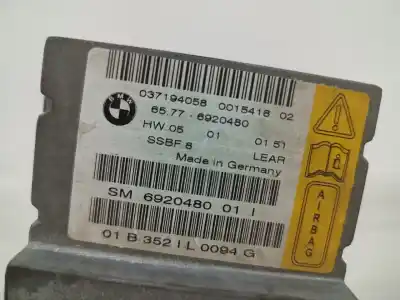 BMW
037194058 0015418 02
65.77 - 6920480
HW 05 01 01 51
SSBF 8 LEAR
Made in Germany
SM 6920480 01 I
01 B 352 I L 0094 G
AIRBAG